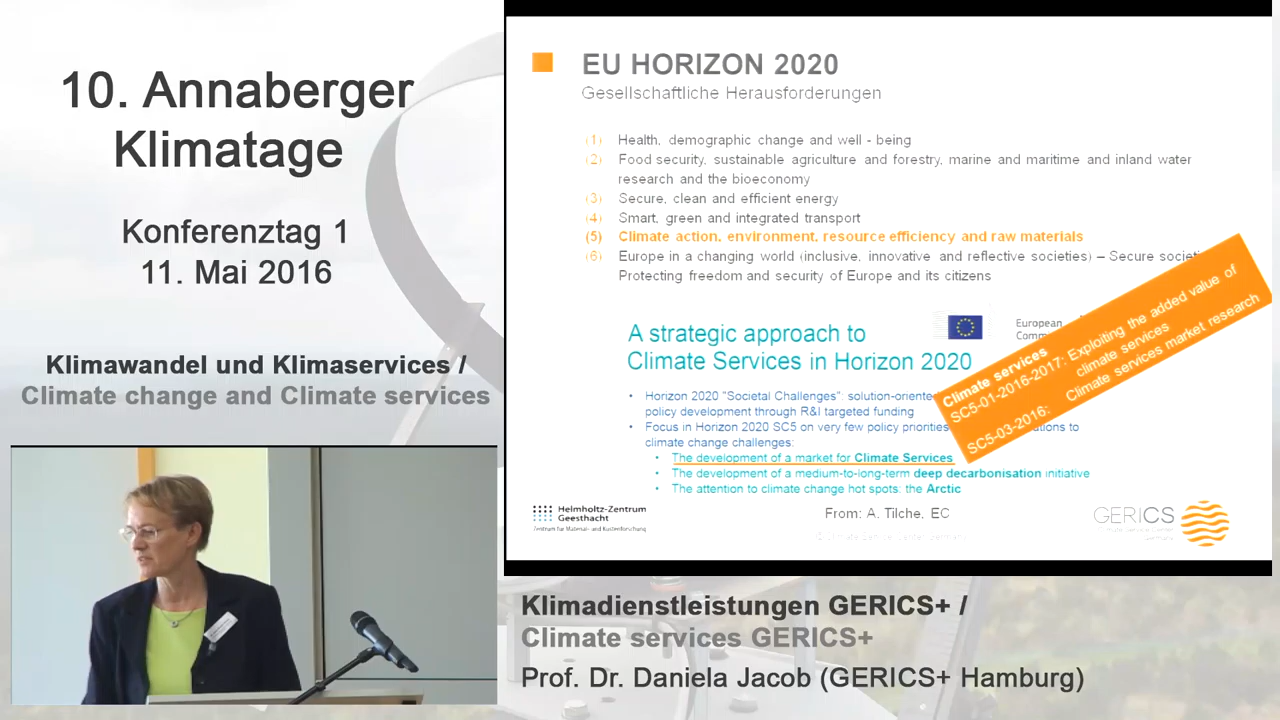 10. Annaberger
Klimatage
Konferenztag 1
11. Mai 2016
Klimawandel und Klimaservices /
Climate change and Climate services
EU HORIZON 2020
Gesellschaftliche Herausforderungen
(1) Health, demographic change and well - being
(2) Food security, sustainable agriculture and forestry, marine and maritime and inland water
research and the bioeconomy
(3) Secure, clean and efficient energy
(4) Smart, green and integrated transport
(5) Climate action, environment, resource efficiency and raw materials
(6) Europe in a changing world (inclusive, innovative and reflective societies) – Secure
Protecting freedom and security of Europe and its citizens
A strategic approach to
Climate Services in Horizon 2020
European
Climate services
SC5-01-2016-2017: Exploiting the added value of
climate services
SC5-03-2016: Climate services market research
• Horizon 2020 "Societal Challenges":
policy development through R&I targeted funding
• Focus in Horizon 2020 SC5 on very few policy priorities to
climate change challenges:
• The development of a market for Climate Services
• The development of a medium-to-long-term deep decarbonisation initiative
• The attention to climate change hot spots: the Arctic
Helmholtz-Zentrum
Geesthacht
Zentrum für Material- und Küstenforschung
From: A. Tilche, EC
GERICS
Klimadienstleistungen GERICS+ /
Climate services GERICS+
Prof. Dr. Daniela Jacob (GERICS+ Hamburg)